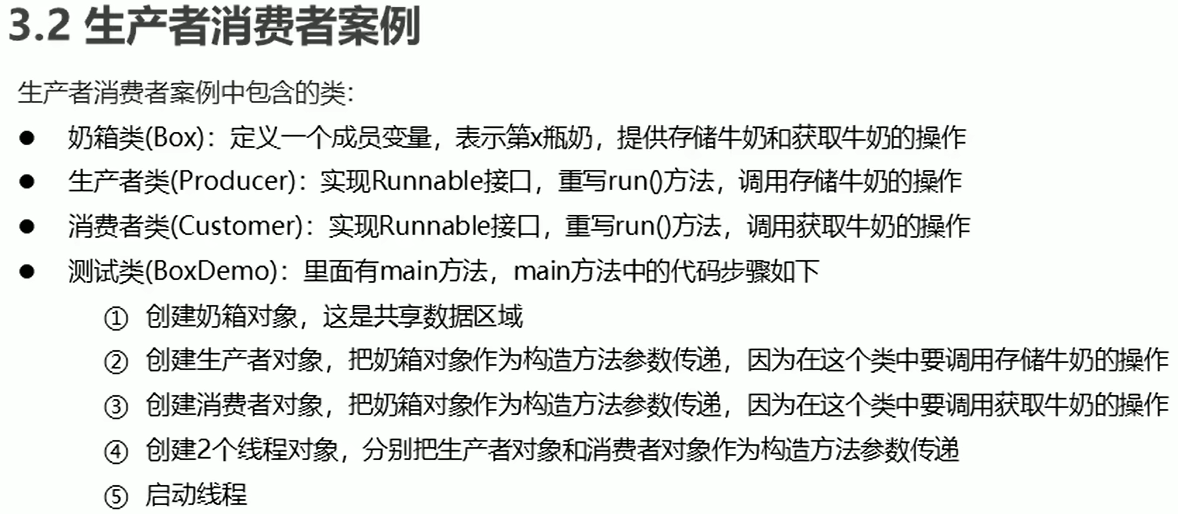 3.2 生产者消费者案例
生产者消费者案例中包含的类：
● 奶箱类(Box)：定义一个成员变量，表示第x瓶奶，提供存储牛奶和获取牛奶的操作
● 生产者类(Producer)：实现Runnable接口，重写run()方法，调用存储牛奶的操作
● 消费者类(Customer)：实现Runnable接口，重写run()方法，调用获取牛奶的操作
● 测试类(BoxDemo)：里面有main方法，main方法中的代码步骤如下
① 创建奶箱对象，这是共享数据区域
② 创建生产者对象，把奶箱对象作为构造方法参数传递，因为在这个类中要调用存储牛奶的操作
③ 创建消费者对象，把奶箱对象作为构造方法参数传递，因为在这个类中要调用获取牛奶的操作
④ 创建2个线程对象，分别把生产者对象和消费者对象作为构造方法参数传递
⑤ 启动线程